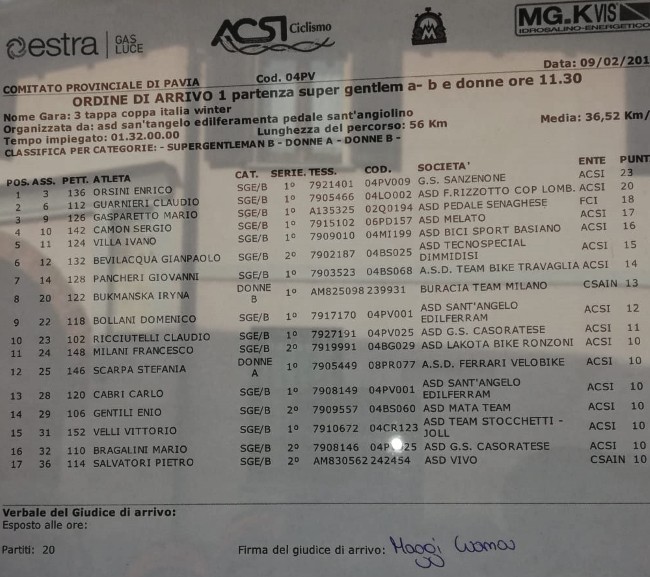 estra GAS LUCE
ACSI Ciclismo
M
MG.K VIS
IDROSALINO-ENERGETICO
COMITATO PROVINCIALE DI PAVIA Cod. 04PV Data: 09/02/201
ORDINE DI ARRIVO 1 partenza super gentlem a- b e donne ore 11.30
Nome Gara: 3 tappa coppa italia winter
Organizzata da: asd san'tangelo edilferamenta pedale sant'angiolino
Tempo impiegato: 01.32.00.00 Lunghezza del percorso: 56 Km Media: 36,52 Km/
CLASSIFICA PER CATEGORIE: - SUPERGENTLEMAN B - DONNE A - DONNE B -
POS. ASS. PETT. ATLETA CAT. SERIE. TESS. COD. SOCIETA' ENTE PUNT
1 3 136 ORSINI ENRICO SGE/B 1° 7921401 04PV009 G.S. SANZENONE ACSI 23
2 6 112 GUARNIERI CLAUDIO SGE/B 1° 7905466 04LO002 ASD F.RIZZOTTO COP LOMB. ACSI 20
3 9 126 GASPARETTO MARIO SGE/B 1° A135325 02Q0194 ASD PEDALE SENAGHESE FCI 18
4 10 142 CAMON SERGIO SGE/B 1° 7915102 06PD157 ASD MELATO ACSI 17
5 11 124 VILLA IVANO SGE/B 1° 7909010 04MI199 ASD BICI SPORT BASIANO ACSI 16
6 12 132 BEVILACQUA GIANPAOLO SGE/B 2° 7902187 04BS025 ASD TECNOSPECIAL DIMMIDISI ACSI 15
7 14 128 PANCHERI GIOVANNI SGE/B 1° 7903523 04BS068 A.S.D. TEAM BIKE TRAVAGLIA ACSI 14
8 20 122 BUKMANSKA IRYNA DONNE B 1° AM825098 239931 BURACIA TEAM MILANO CSAIN 13
9 22 118 BOLLANI DOMENICO SGE/B 1° 7917170 04PV001 ASD SANT'ANGELO EDILFERRAM ACSI 12
10 23 102 RICCIUTELLI CLAUDIO SGE/B 1° 7927191 04PV025 ASD G.S. CASORATESE ACSI 11
11 24 148 MILANI FRANCESCO SGE/B 2° 7919991 04BG029 ASD LAKOTA BIKE RONZONI ACSI 10
12 25 146 SCARPA STEFANIA DONNE A 1° 7905449 08PR077 A.S.D. FERRARI VELOBIKE ACSI 10
13 28 120 CABRI CARLO SGE/B 1° 7908149 04PV001 ASD SANT'ANGELO EDILFERRAM ACSI 10
14 29 106 GENTILI ENIO SGE/B 2° 7909557 04BS060 ASD MATA TEAM ACSI 10
15 31 152 VELLI VITTORIO SGE/B 1° 7910672 04CR123 ASD TEAM STOCCHETTI - JOLL ACSI 10
16 32 110 BRAGALINI MARIO SGE/B 2° 7908146 ASD G.S. CASORATESE ACSI 10
17 36 114 SALVATORI PIETRO SGE/B 2° AM830562 242454 ASD VIVO CSAIN 10
Verbale del Giudice di arrivo:
Esposto alle ore:
Partiti: 20 Firma del giudice di arrivo: Maggi